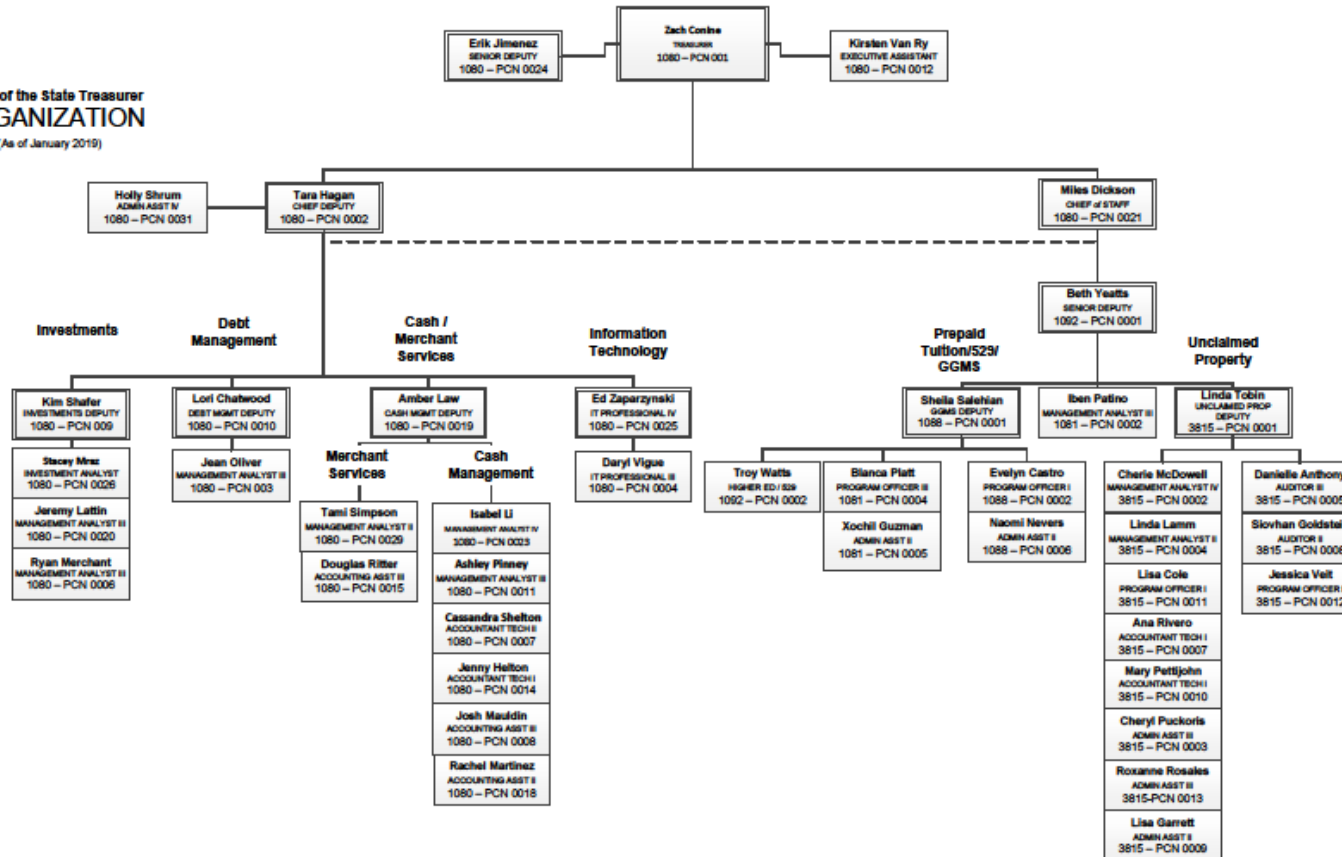 Zach Conine
TREASURER
1080 – PCN 001
Erik Jimenez
SENIOR DEPUTY
1080 – PCN 0024
Kirsten Van Ry
EXECUTIVE ASSISTANT
1080 – PCN 0012
of the State Treasurer
GANIZATION
(As of January 2019)
Holly Shrum
ADMIN ASST IV
1080 – PCN 0031
Tara Hagan
CHIEF DEPUTY
1080 – PCN 0002
Miles Dickson
CHIEF of STAFF
1080 – PCN 0021
Beth Yeatts
SENIOR DEPUTY
1092 – PCN 0001
Investments
Debt
Management
Cash /
Merchant
Services
Information
Technology
Prepaid
Tuition/529/
GGMS
Unclaimed
Property
Kim Shafer
INVESTMENTS DEPUTY
1080 – PCN 009
Lori Chatwood
DEBT MGMT DEPUTY
1080 – PCN 0010
Amber Law
CASH MGMT DEPUTY
1080 – PCN 0019
Ed Zaparzynski
IT PROFESSIONAL IV
1080 – PCN 0025
Sheila Salehian
GGMS DEPUTY
1088 – PCN 0001
Iben Patino
MANAGEMENT ANALYST III
1081 – PCN 0002
Linda Tobin
UNCLAIMED PROP
DEPUTY
3815 – PCN 0001
Stacey Mraz
INVESTMENT ANALYST
1080 – PCN 0026
Jeremy Lattin
MANAGEMENT ANALYST III
1080 – PCN 0020
Ryan Merchant
MANAGEMENT ANALYST III
1080 – PCN 0006
Jean Oliver
MANAGEMENT ANALYST III
1080 – PCN 003
Merchant
Services
Tami Simpson
MANAGEMENT ANALYST II
1080 – PCN 0029
Douglas Ritter
ACCOUNTING ASST III
1080 – PCN 0015
Cash
Management
Isabel Li
MANAGEMENT ANALYST IV
1080 – PCN 0023
Ashley Pinney
MANAGEMENT ANALYST III
1080 – PCN 0011
Cassandra Shelton
ACCOUNTANT TECH II
1080 – PCN 0007
Jenny Helton
ACCOUNTANT TECH I
1080 – PCN 0014
Josh Mauldin
ACCOUNTING ASST III
1080 – PCN 0008
Rachel Martinez
ACCOUNTING ASST II
1080 – PCN 0018
Daryl Vigue
IT PROFESSIONAL III
1080 – PCN 0004
Troy Watts
HIGHER ED / 529
1092 – PCN 0002
Blanca Platt
PROGRAM OFFICER III
1081 – PCN 0004
Xochil Guzman
ADMIN ASST II
1081 – PCN 0005
Evelyn Castro
PROGRAM OFFICER I
1088 – PCN 0002
Naomi Nevers
ADMIN ASST II
1088 – PCN 0006
Cherie McDowell
MANAGEMENT ANALYST IV
3815 – PCN 0002
Linda Lamm
MANAGEMENT ANALYST II
3815 – PCN 0004
Lisa Cole
PROGRAM OFFICER I
3815 – PCN 0011
Ana Rivero
ACCOUNTANT TECH I
3815 – PCN 0007
Mary Pettijohn
ACCOUNTANT TECH I
3815 – PCN 0010
Cheryl Puckoris
ADMIN ASST III
3815 – PCN 0003
Roxanne Rosales
ADMIN ASST III
3815-PCN 0013
Lisa Garrett
ADMIN ASST II
3815 – PCN 0009
Danielle Anthony
AUDITOR III
3815 – PCN 0005
Siovhan Goldstei
AUDITOR II
3815 – PCN 0008
Jessica Veit
PROGRAM OFFICER I
3815 – PCN 0012